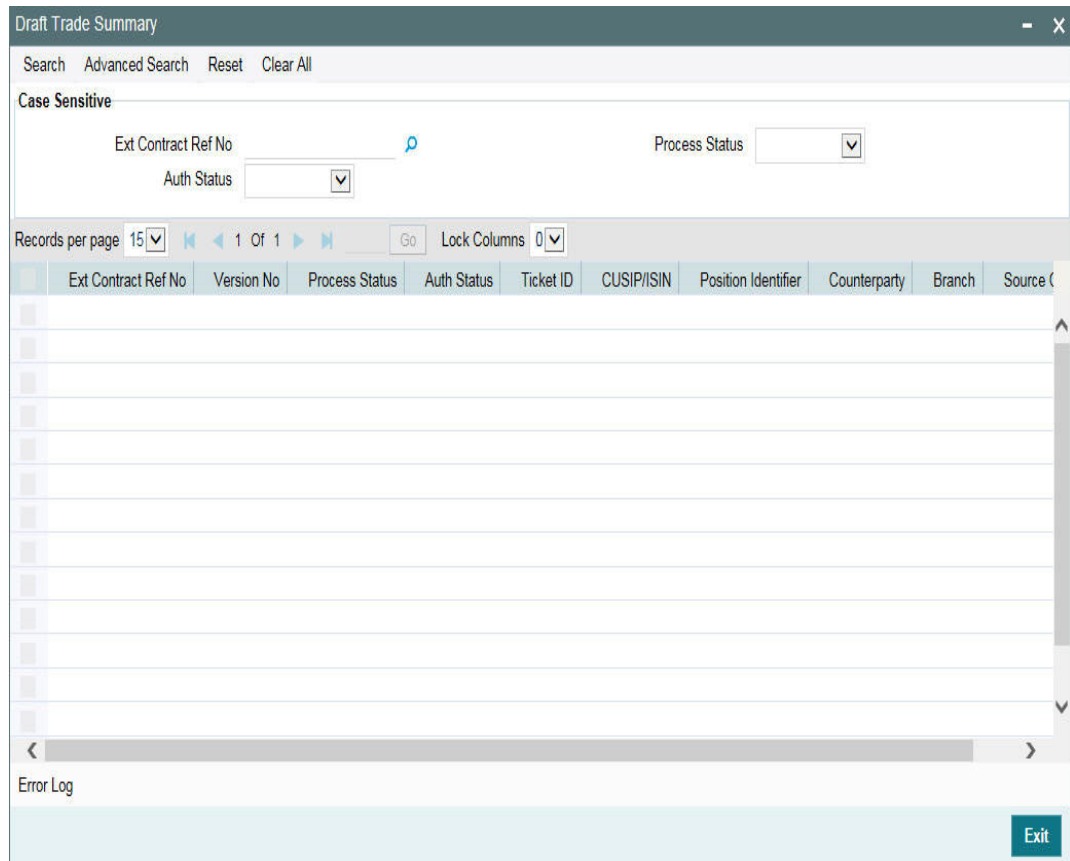 Draft Trade Summary
Search Advanced Search Reset Clear All
Case Sensitive
Ext Contract Ref No Process Status
Auth Status
Records per page 15 1 Of 1 Go Lock Columns 0
Ext Contract Ref No Version No Process Status Auth Status Ticket ID CUSIP/ISIN Position Identifier Counterparty Branch Source
Error Log
Exit